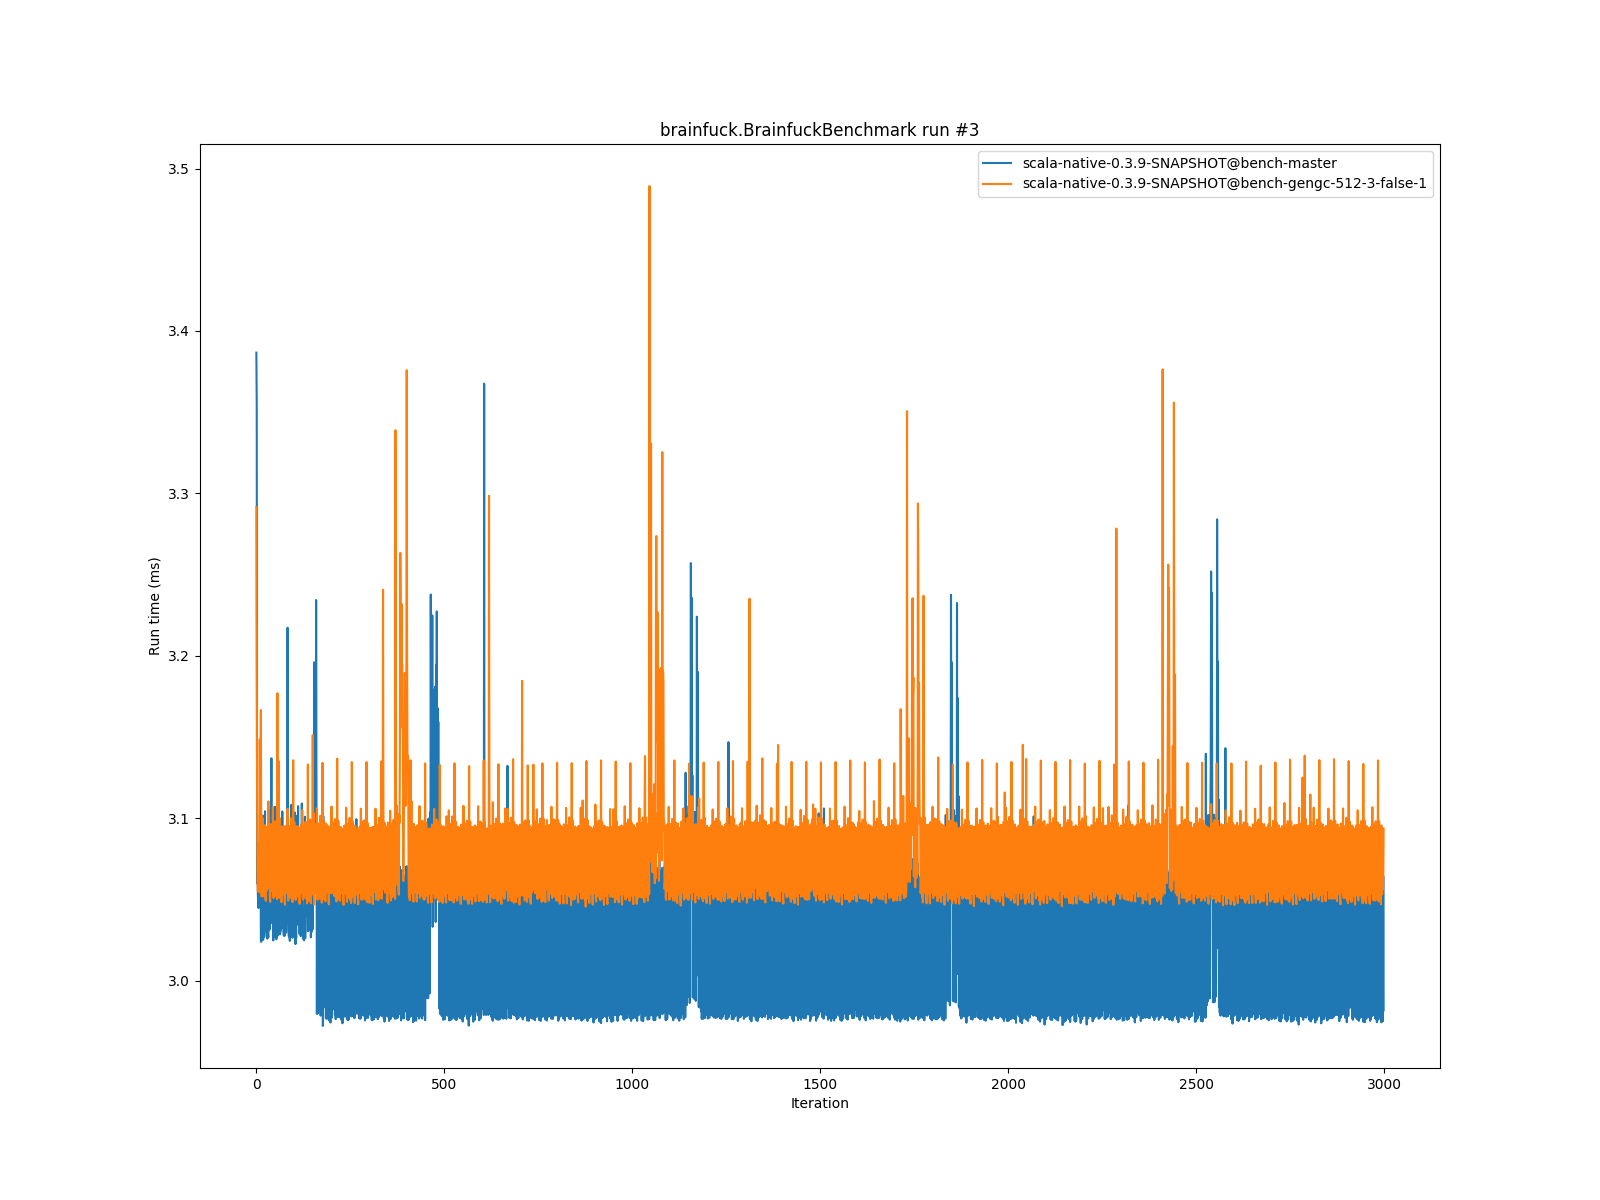 brainfuck.BrainfuckBenchmark run #3
scala-native-0.3.9-SNAPSHOT@bench-master
scala-native-0.3.9-SNAPSHOT@bench-gengc-512-3-false-1
3.5
3.4
3.3
3.2
3.1
3.0
Run time (ms)
0 500 1000 1500 2000 2500 3000
Iteration